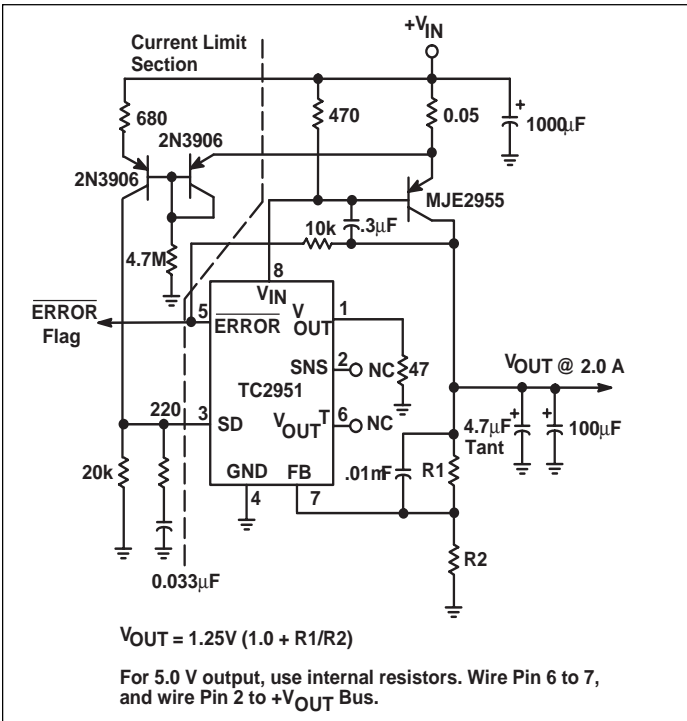 +VIN
Current Limit
Section
680
470
0.05
1000µF
2N3906
2N3906
MJE2955
.3µF
10k
4.7M
8
VIN
5
ERROR
V
OUT
1
ERROR
Flag
SNS
2
NC
47
VOUT @ 2.0 A
TC2951
220
3
SD
VOUT T
6
NC
4.7µF
Tant
100µF
20k
GND
FB
.01mF
R1
4
7
R2
0.033µF
VOUT = 1.25V (1.0 + R1/R2)
For 5.0 V output, use internal resistors. Wire Pin 6 to 7,
and wire Pin 2 to +VOUT Bus.